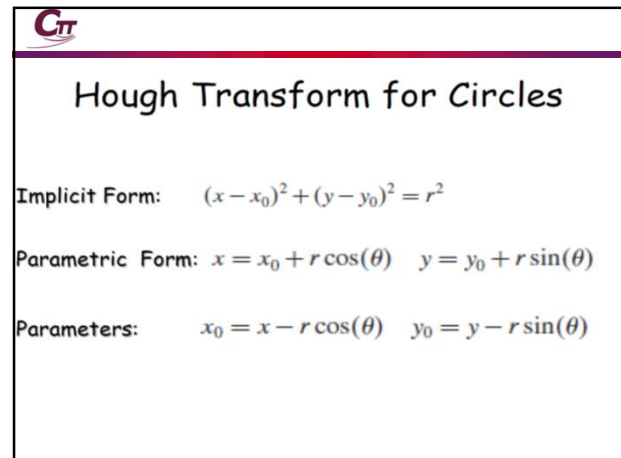 CTT
Hough Transform for Circles
Implicit Form: (x − x₀)² + (y − y₀)² = r²
Parametric Form: x = x₀ + r cos(θ) y = y₀ + r sin(θ)
Parameters: x₀ = x − r cos(θ) y₀ = y − r sin(θ)